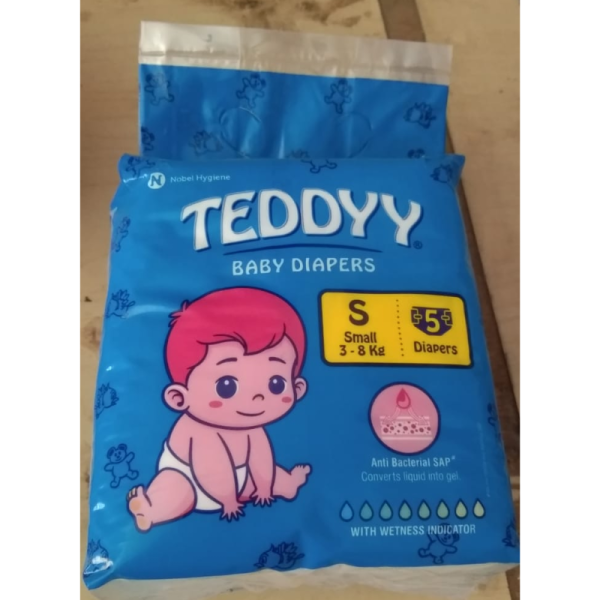 N Nobel Hygiene
TEDDYY®
BABY DIAPERS
S
Small
3 - 8 Kg
5
Diapers
Anti Bacterial SAP*
Converts liquid into gel
WITH WETNESS INDICATOR